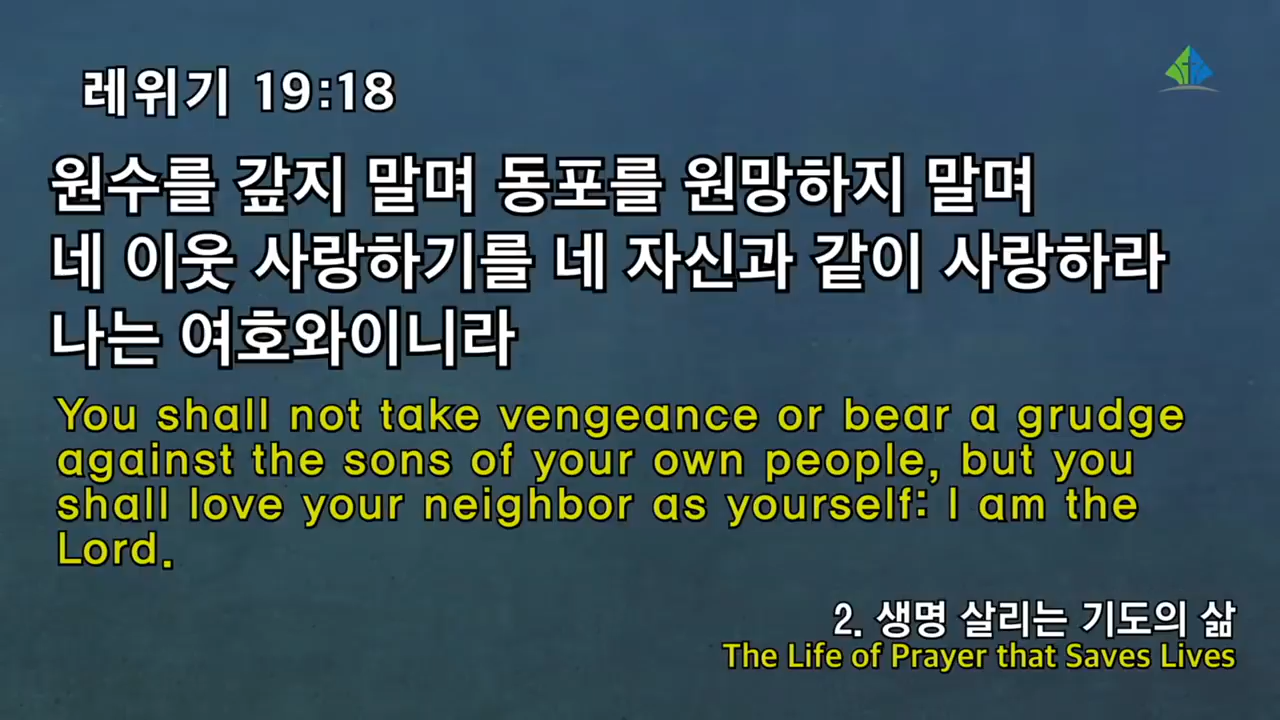 레위기 19:18
원수를 갚지 말며 동포를 원망하지 말며
네 이웃 사랑하기를 네 자신과 같이 사랑하라
나는 여호와이니라
You shall not take vengeance or bear a grudge
against the sons of your own people, but you
shall love your neighbor as yourself: I am the
Lord.
2. 생명 살리는 기도의 삶
The Life of Prayer that Saves Lives